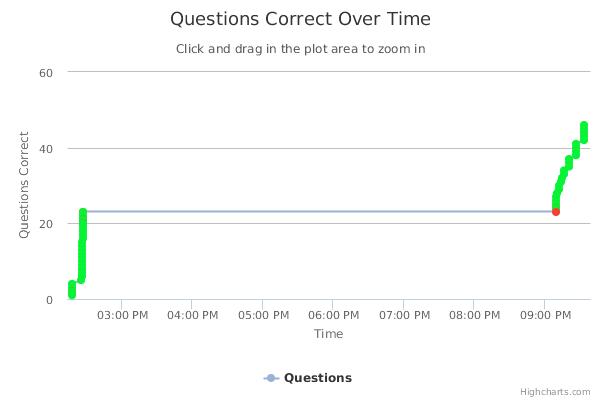 Questions Correct Over Time
Click and drag in the plot area to zoom in
Questions Correct
60
40
20
0
03:00 PM 04:00 PM 05:00 PM 06:00 PM 07:00 PM 08:00 PM 09:00 PM
Time
Questions
Highcharts.com